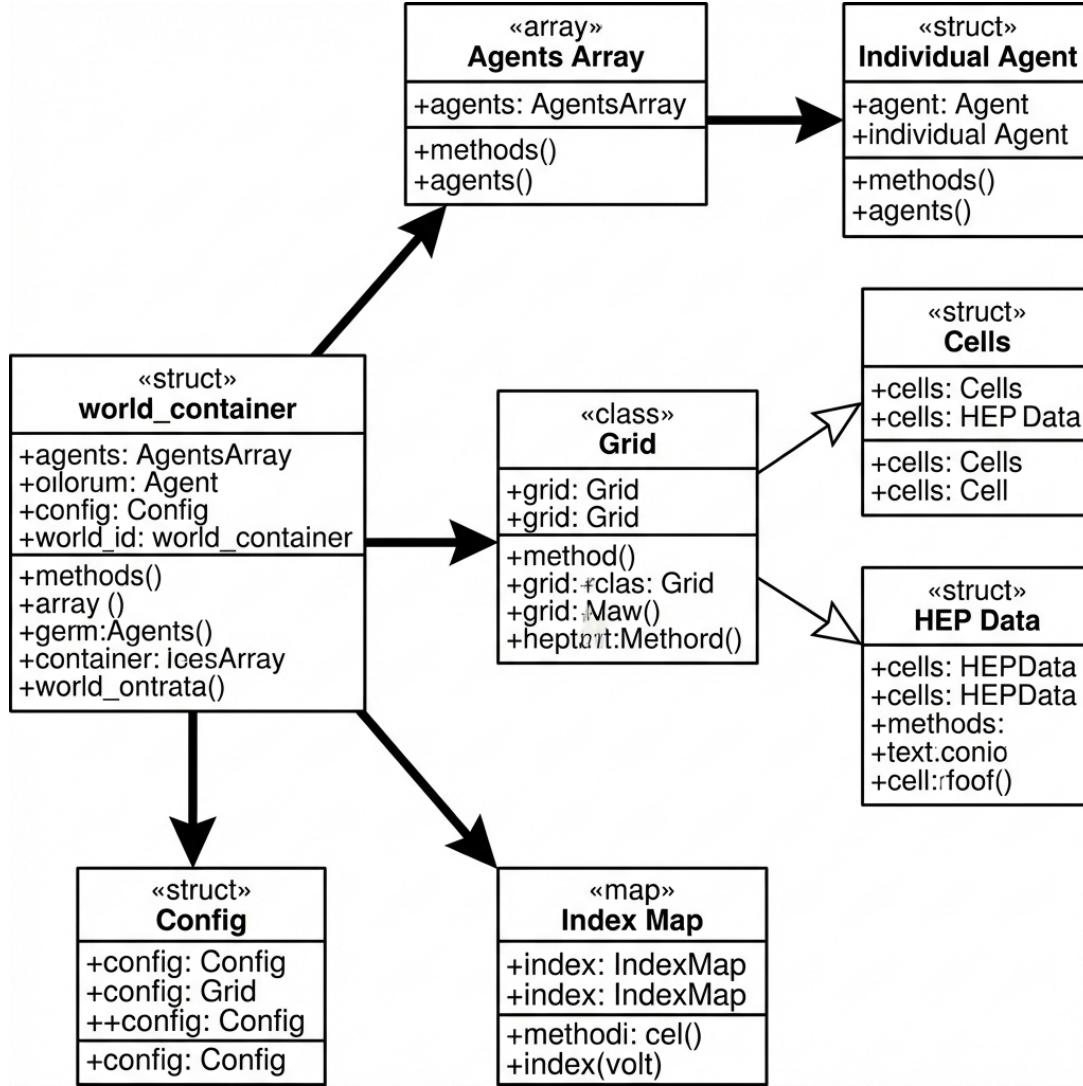 «array»
Agents Array
+agents: AgentsArray
+methods()
+agents()
«struct»
Individual Agent
+agent: Agent
+individual Agent
+methods()
+agents()
«struct»
world_container
+agents: AgentsArray
+oilorum: Agent
+config: Config
+world_id: world_container
+methods()
+array ()
+germ:Agents()
+container:
+world_ontrata()
«class»
Grid
+grid: Grid
+grid: Grid
+method()
+grid: Grid
+grid: Maw()
«struct»
Cells
+cells: Cells
+cells: HEP Data
+cells: Cells
+cells: Cell
«struct»
HEP Data
+cells: HEPData
+cells: HEPData
+methods:
+text:conio
«struct»
Config
+config: Config
+config: Grid
++config: Config
+config: Config
«map»
Index Map
+index: IndexMap
+index: IndexMap
+methodi: cel()
+index(volt)